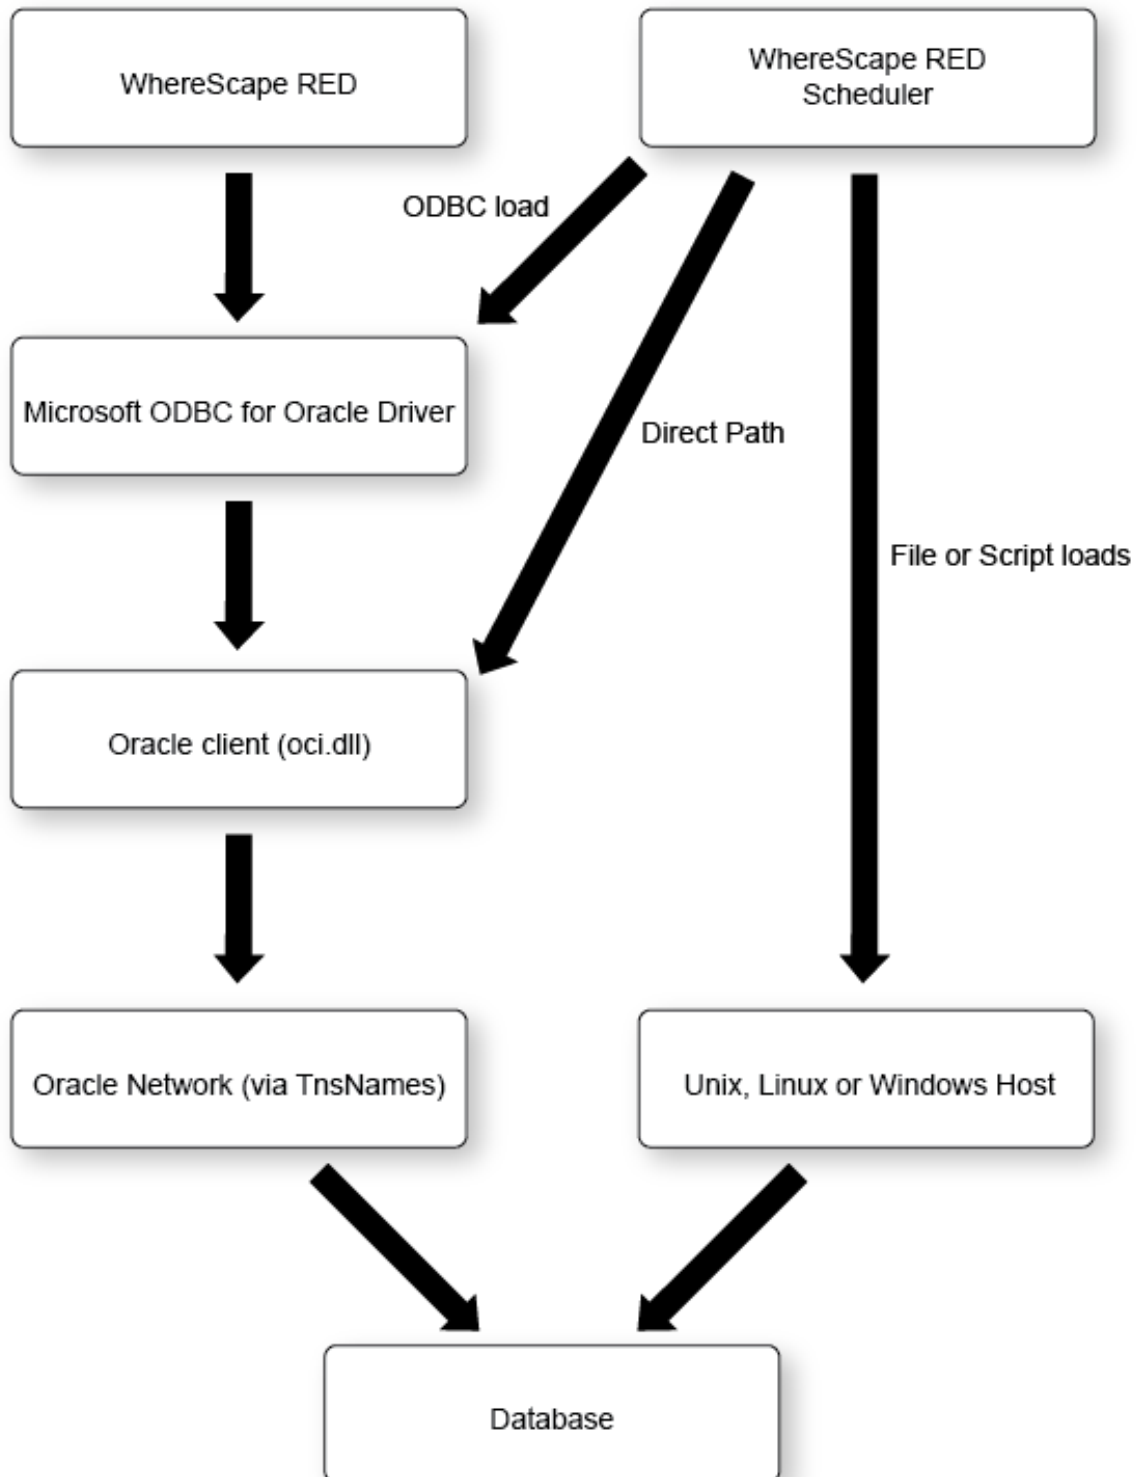 WhereScape RED
WhereScape RED
Scheduler
ODBC load
Microsoft ODBC for Oracle Driver
Direct Path
File or Script loads
Oracle client (oci.dll)
Oracle Network (via TnsNames)
Unix, Linux or Windows Host
Database